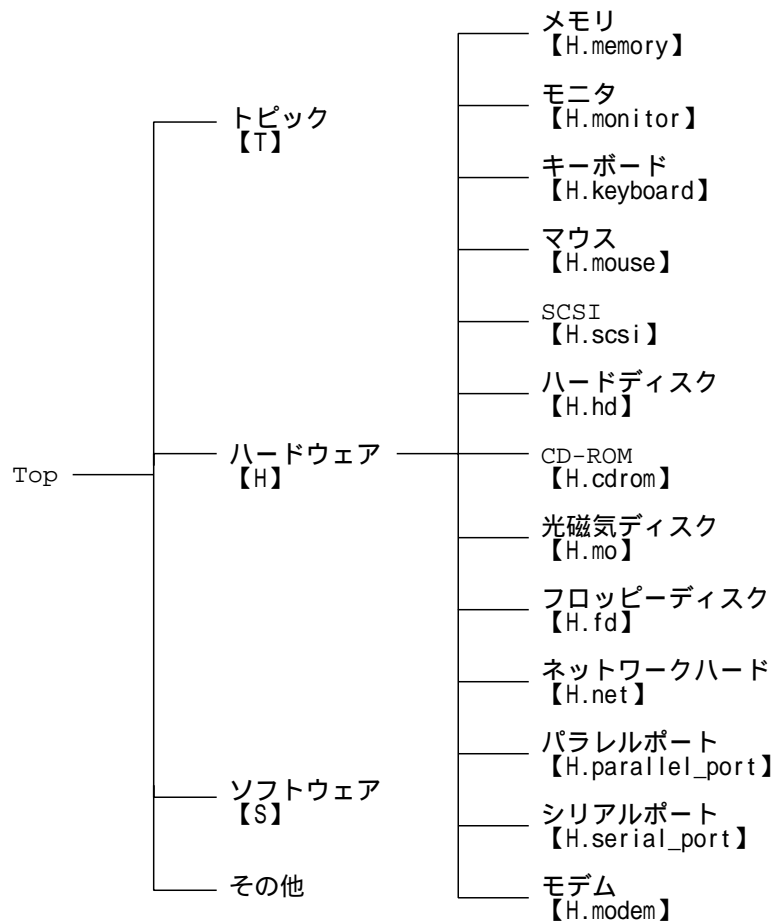 Top
トピック
【T】
ハードウェア
【H】
ソフトウェア
【S】
その他
メモリ
【H.memory】
モニタ
【H.monitor】
キーボード
【H.keyboard】
マウス
【H.mouse】
SCSI
【H.scsi】
ハードディスク
【H.hd】
CD-ROM
【H.cdrom】
光磁気ディスク
【H.mo】
フロッピーディスク
【H.fd】
ネットワークハード
【H.net】
パラレルポート
【H.parallel_port】
シリアルポート
【H.serial_port】
モデム
【H.modem】